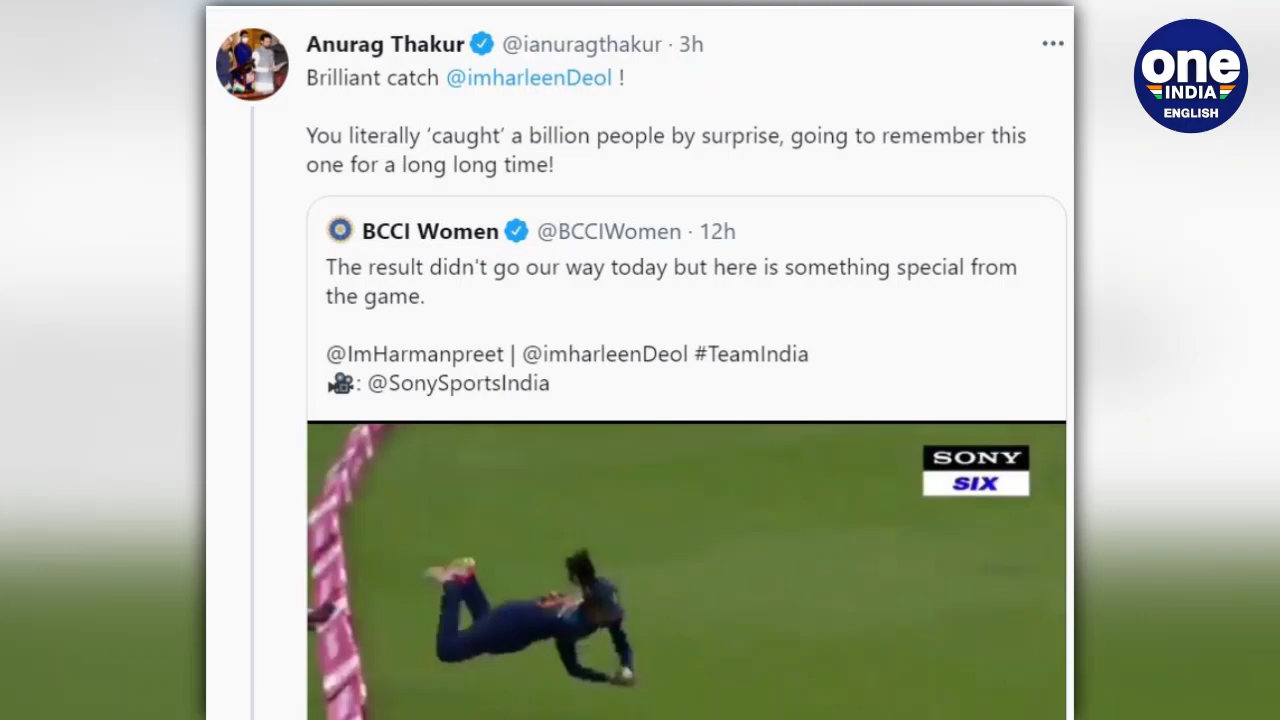 Anurag Thakur @ianuragthakur · 3h
Brilliant catch @imharleenDeol !
You literally ‘caught’ a billion people by surprise, going to remember this
one for a long long time!
BCCI Women @BCCIWomen · 12h
The result didn't go our way today but here is something special from
the game.
@ImHarmanpreet | @imharleenDeol #TeamIndia
🎥: @SonySportsIndia
SONY
SIX
one
INDIA
ENGLISH